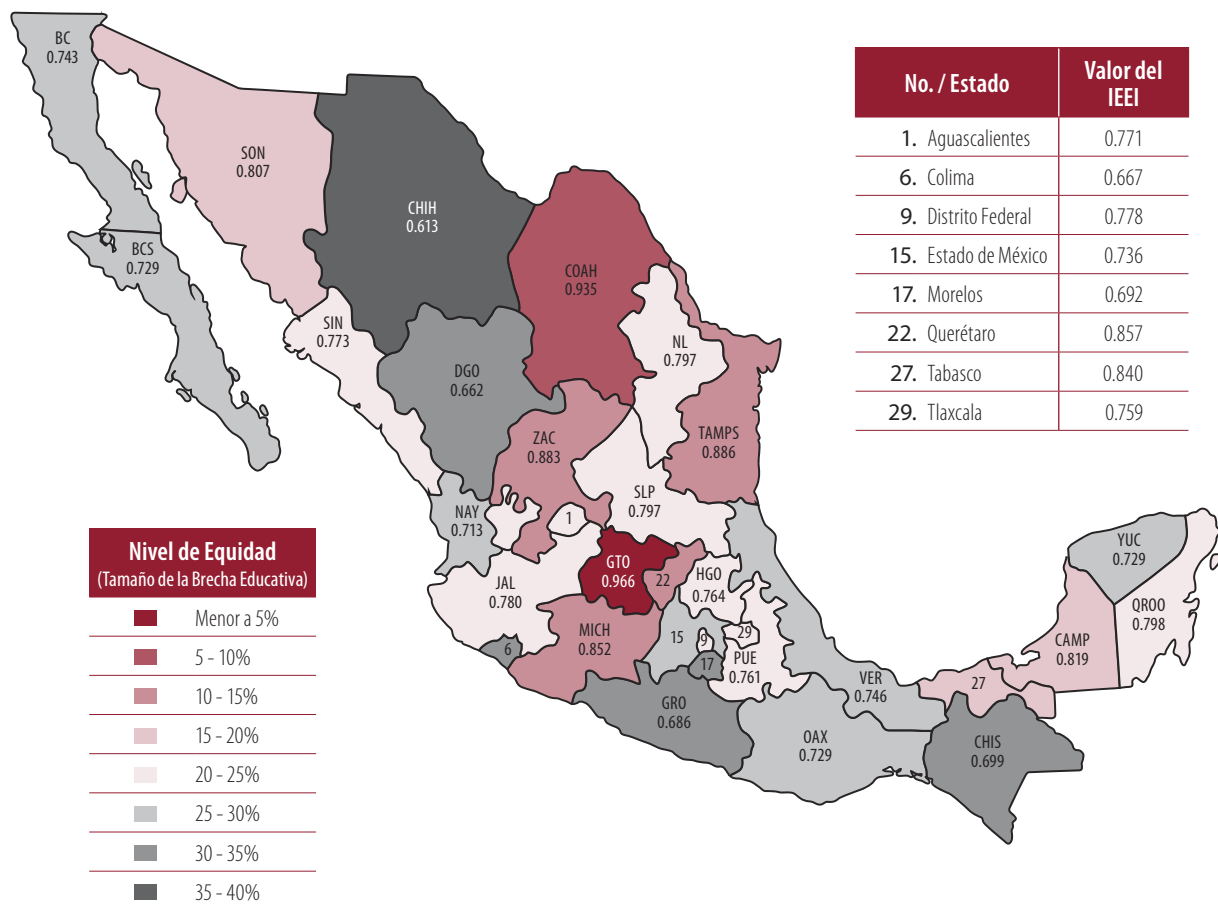 BC
0.743
SON
0.807
CHIH
0.613
BCS
0.729
COAH
0.935
SIN
0.773
NL
0.797
DGO
0.662
TAMPS
0.886
ZAC
0.883
SLP
0.797
NAY
0.713
1
GTO
0.966
22
HGO
0.764
JAL
0.780
MICH
0.852
15
9
29
6
17
PUE
0.761
GRO
0.686
VER
0.746
OAX
0.729
27
CHIS
0.699
CAMP
0.819
YUC
0.729
QROO
0.798
No. / Estado
Valor del
IEEI
1. Aguascalientes 0.771
6. Colima 0.667
9. Distrito Federal 0.778
15. Estado de México 0.736
17. Morelos 0.692
22. Querétaro 0.857
27. Tabasco 0.840
29. Tlaxcala 0.759
Nivel de Equidad
(Tamaño de la Brecha Educativa)
Menor a 5%
5 - 10%
10 - 15%
15 - 20%
20 - 25%
25 - 30%
30 - 35%
35 - 40%